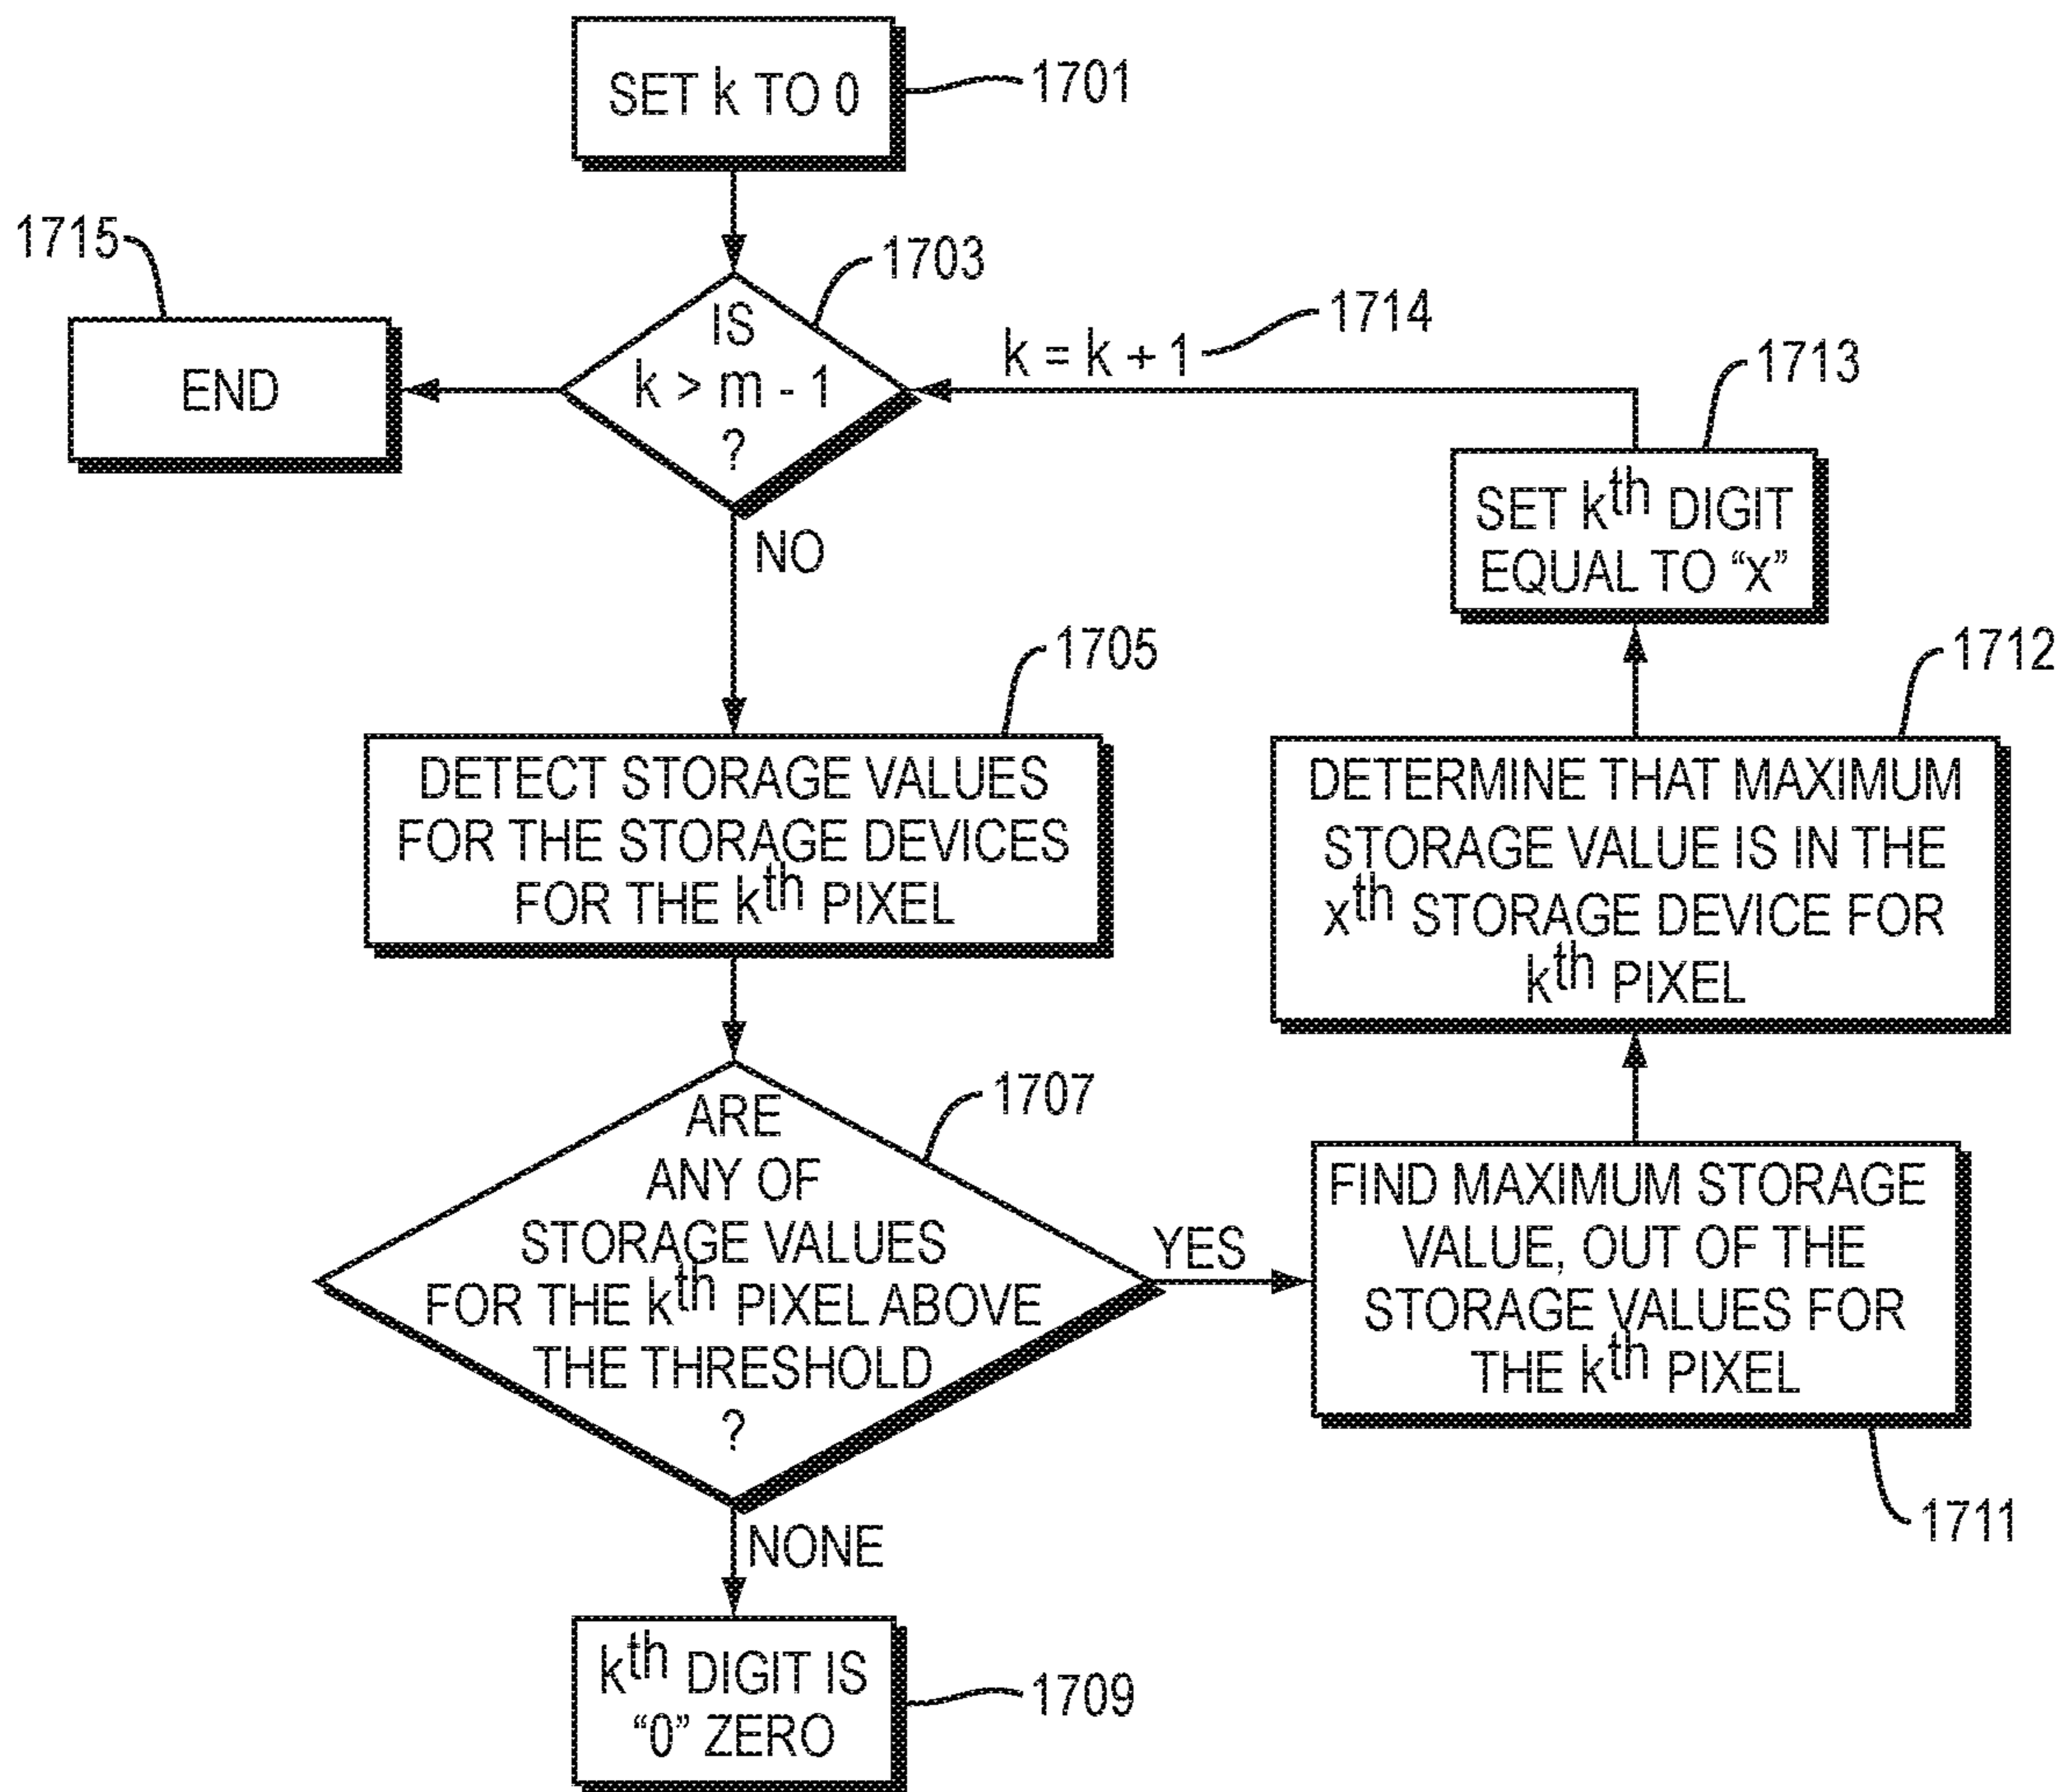 SET k TO 0
1701
1715
1703
IS
k > m - 1
?
END
k = k + 1
1714
1713
SET kth DIGIT
EQUAL TO “x”
NO
1705
DETECT STORAGE VALUES
FOR THE STORAGE DEVICES
FOR THE kth PIXEL
1712
DETERMINE THAT MAXIMUM
STORAGE VALUE IS IN THE
xth STORAGE DEVICE FOR
kth PIXEL
1707
ARE
ANY OF
STORAGE VALUES
FOR THE kth PIXEL ABOVE
THE THRESHOLD
?
YES
FIND MAXIMUM STORAGE
VALUE, OUT OF THE
STORAGE VALUES FOR
THE kth PIXEL
1711
NONE
kth DIGIT IS
“0” ZERO
1709